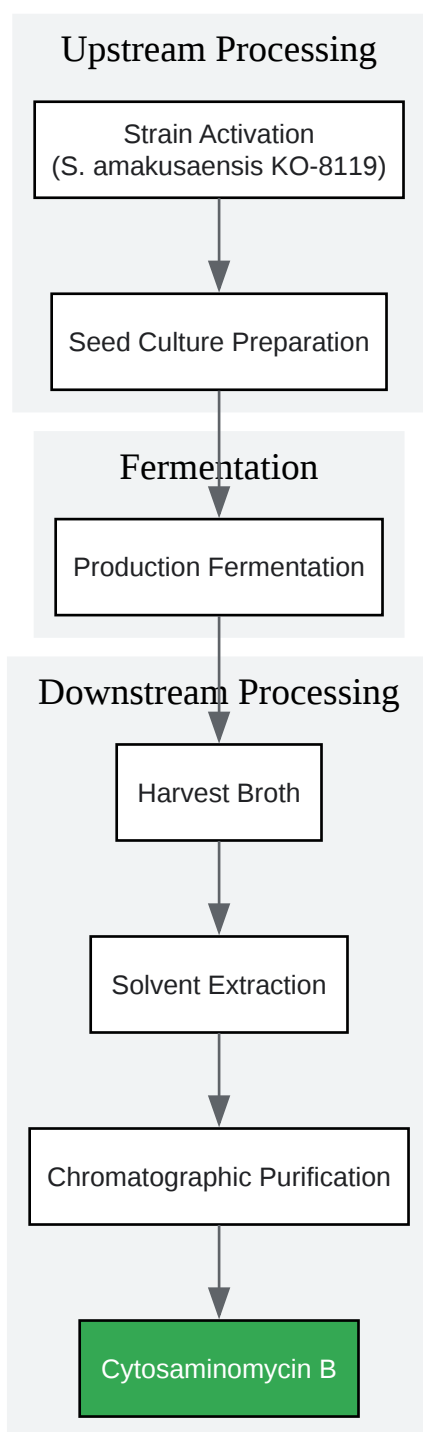 Upstream Processing
Strain Activation
(S. amakusaensis KO-8119)
Seed Culture Preparation
Fermentation
Production Fermentation
Downstream Processing
Harvest Broth
Solvent Extraction
Chromatographic Purification
Cytosaminomycin B